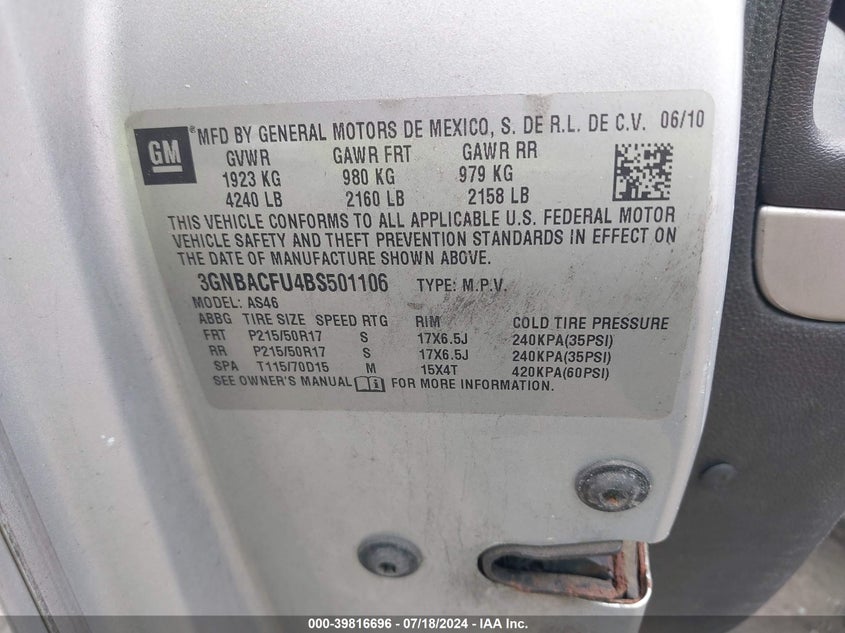 GM ® MFD BY GENERAL MOTORS DE MEXICO, S. DE R.L. DE C.V. 06/10
GVWR GAWR FRT GAWR RR
1923 KG 980 KG 979 KG
4240 LB 2160 LB 2158 LB
THIS VEHICLE CONFORMS TO ALL APPLICABLE U.S. FEDERAL MOTOR
VEHICLE SAFETY AND THEFT PREVENTION STANDARDS IN EFFECT ON
THE DATE OF MANUFACTURE SHOWN ABOVE.
3GNBACFU4BS501106 TYPE: M.P.V.
MODEL: AS46
ABBG TIRE SIZE SPEED RTG RIM COLD TIRE PRESSURE
FRT P215/50R17 S 17X6.5J 240KPA(35PSI)
RR P215/50R17 S 17X6.5J 240KPA(35PSI)
SPA T115/70D15 M 15X4T 420KPA(60PSI)
SEE OWNER'S MANUAL FOR MORE INFORMATION.
000-39816696 - 07/18/2024 - IAA Inc.